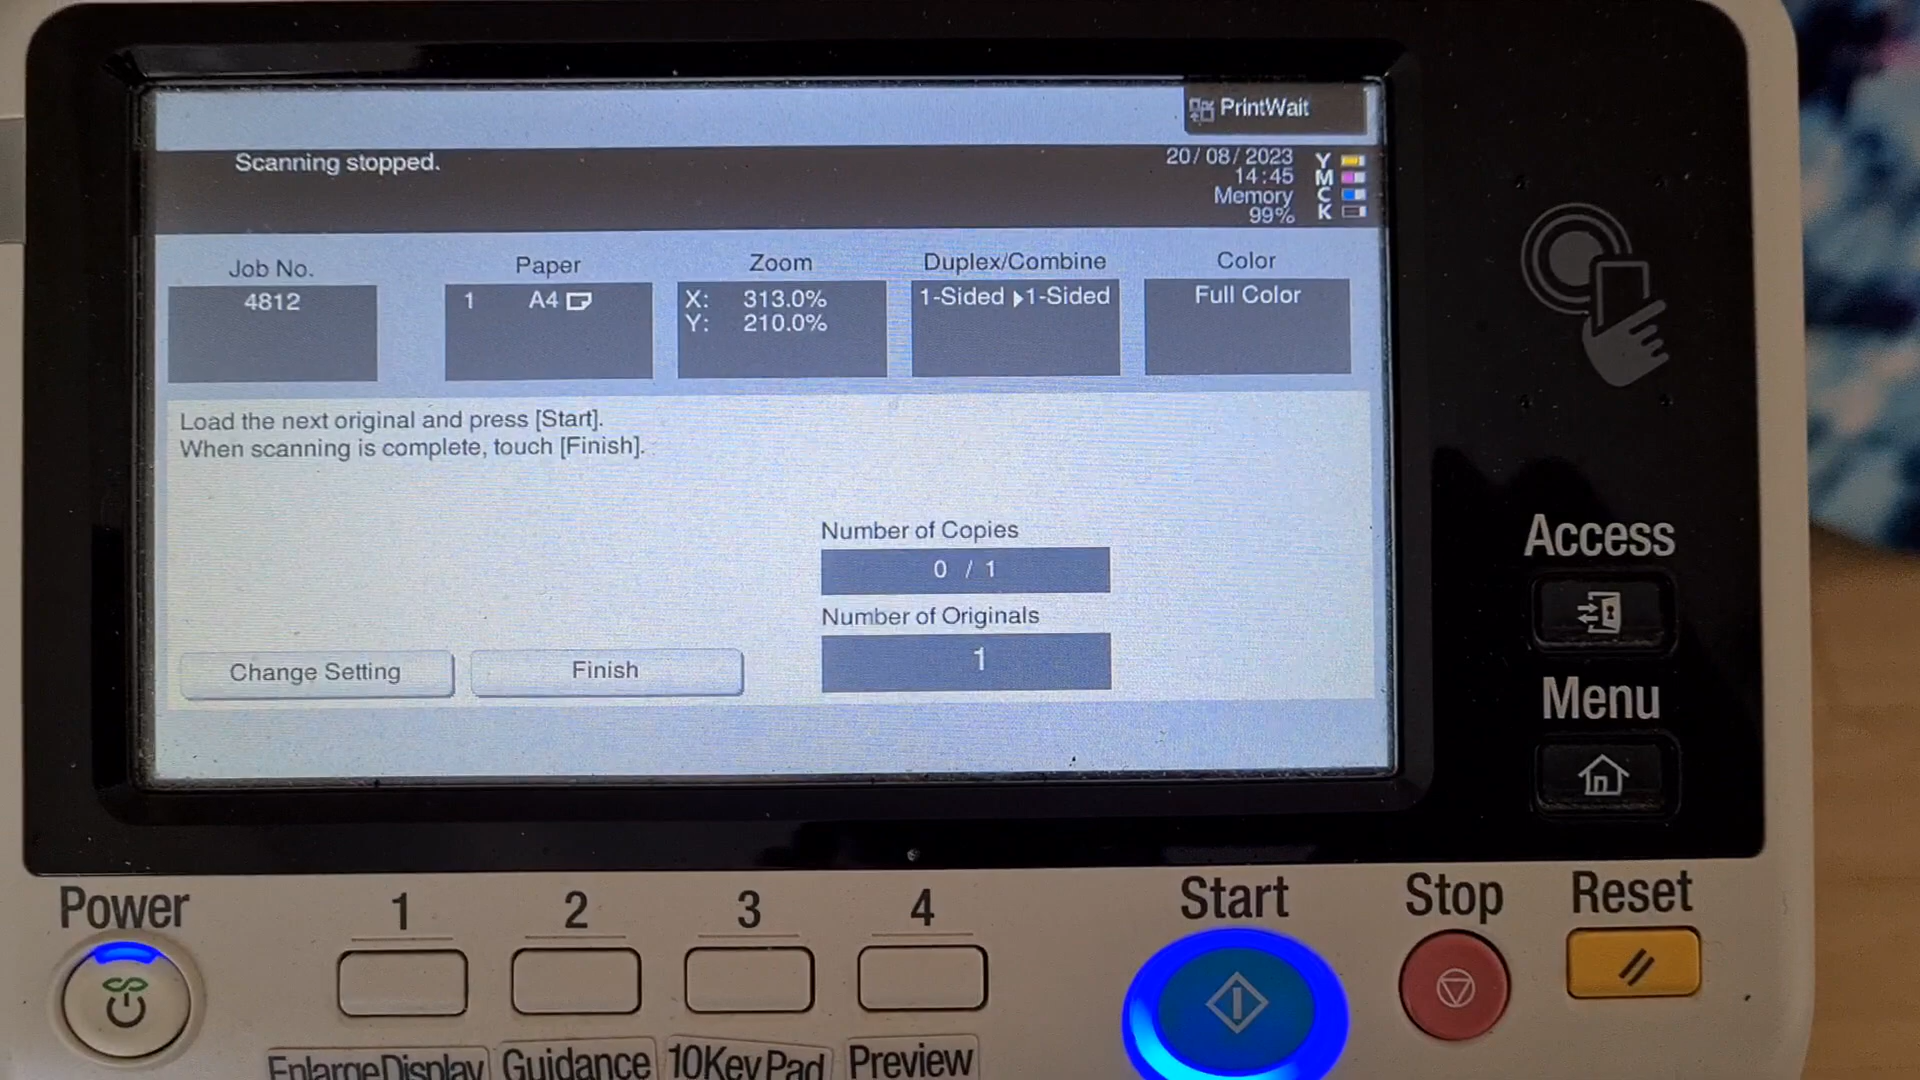 PrintWait
Scanning stopped.
20/08/2023
14:45
Memory
99%
Y
M
C
K
Job No.
4812
Paper
1 A4
Zoom
X: 313.0%
Y: 210.0%
Duplex/Combine
1-Sided ▶1-Sided
Color
Full Color
Load the next original and press [Start].
When scanning is complete, touch [Finish].
Number of Copies
0 / 1
Number of Originals
1
Change Setting
Finish
Access
Menu
Power
1
2
3
4
Start
Stop
Reset
EnlargeDisplay
Guidance
10KeyPad
Preview